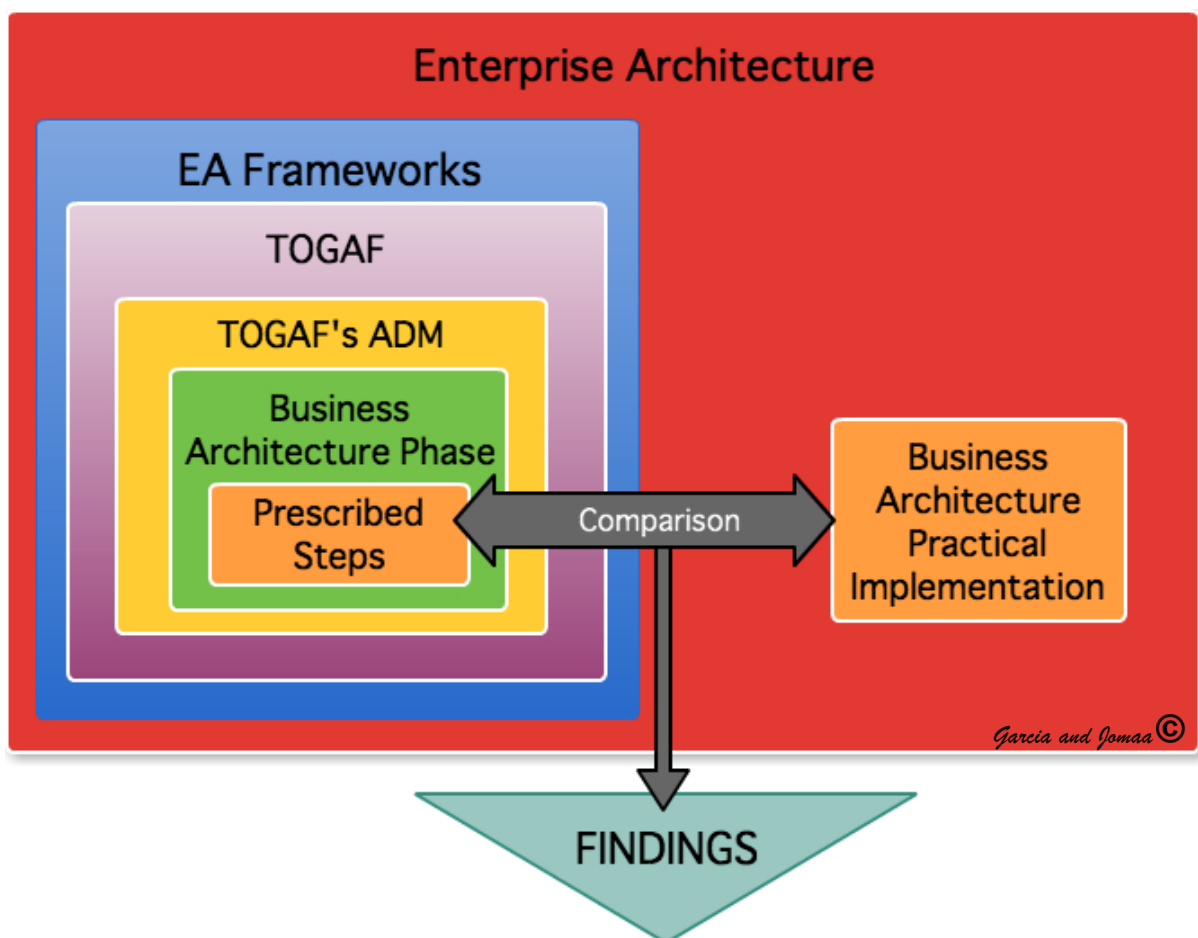 Enterprise Architecture
EA Frameworks
TOGAF
TOGAF's ADM
Business
Architecture Phase
Prescribed
Steps
Comparison
Business
Architecture
Practical
Implementation
Garcia and Jomaa ©
FINDINGS